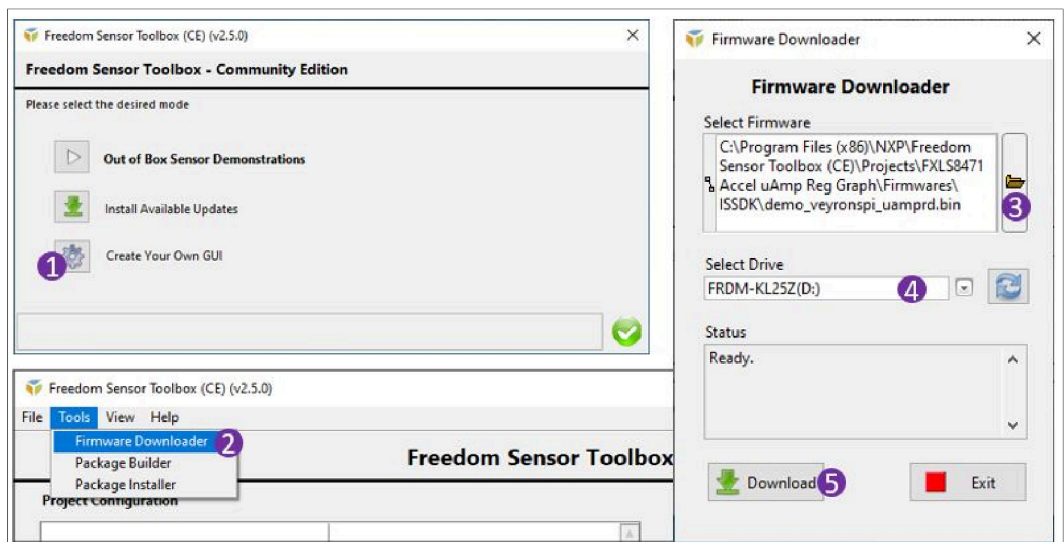 Freedom Sensor Toolbox (CE) (v2.5.0)
Freedom Sensor Toolbox - Community Edition
Please select the desired mode
Out of Box Sensor Demonstrations
Install Available Updates
1
Create Your Own GUI
Freedom Sensor Toolbox (CE) (v2.5.0)
File Tools View Help
Firmware Downloader 2
Package Builder
Package Installer
Freedom Sensor Toolbox
Project Configuration
Firmware Downloader
Firmware Downloader
Select Firmware
C:\Program Files (x86)\NXP\Freedom
Sensor Toolbox (CE)\Projects\FXLS8471
Accel uAmp Reg Graph\Firmwares\
ISSDK\demo_veyronspi_uamprd.bin
3
Select Drive
FRDM-KL25Z(D:) 4
Status
Ready.
Download 5
Exit